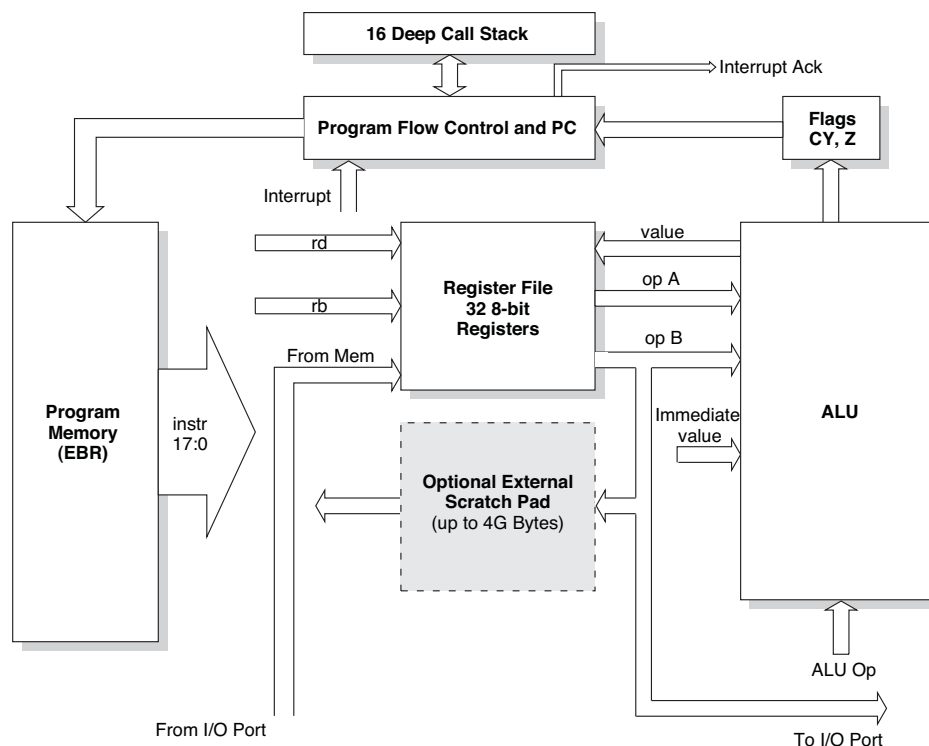 16 Deep Call Stack
Interrupt Ack
Program Flow Control and PC
Flags
CY, Z
Interrupt
rd
value
Register File
32 8-bit
Registers
op A
rb
op B
From Mem
Program
Memory
(EBR)
instr
17:0
Immediate
value
ALU
Optional External
Scratch Pad
(up to 4G Bytes)
ALU Op
From I/O Port
To I/O Port